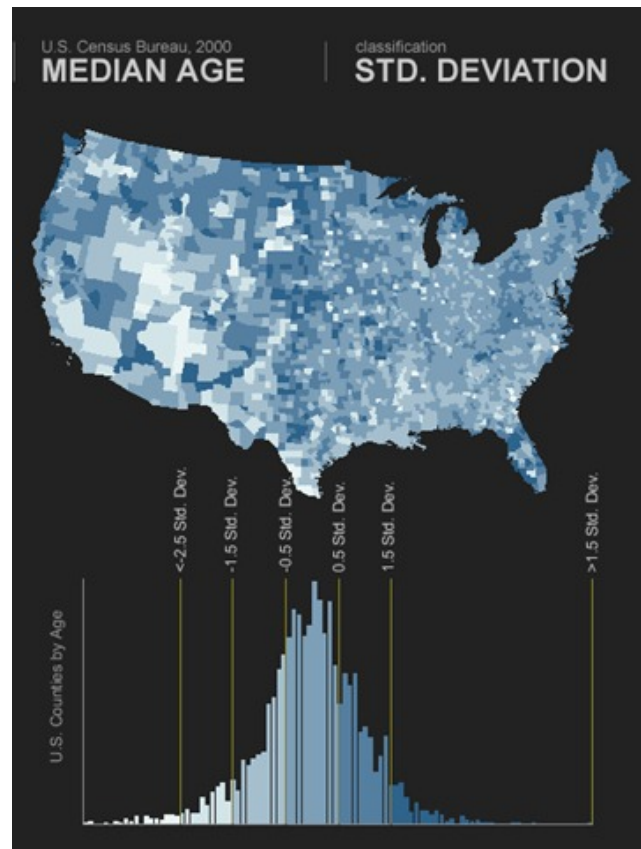 U.S. Census Bureau, 2000
MEDIAN AGE
classification
STD. DEVIATION
<-2.5 Std. Dev.
-1.5 Std. Dev.
-0.5 Std. Dev.
0.5 Std. Dev.
1.5 Std. Dev.
>1.5 Std. Dev.
U.S. Counties by Age